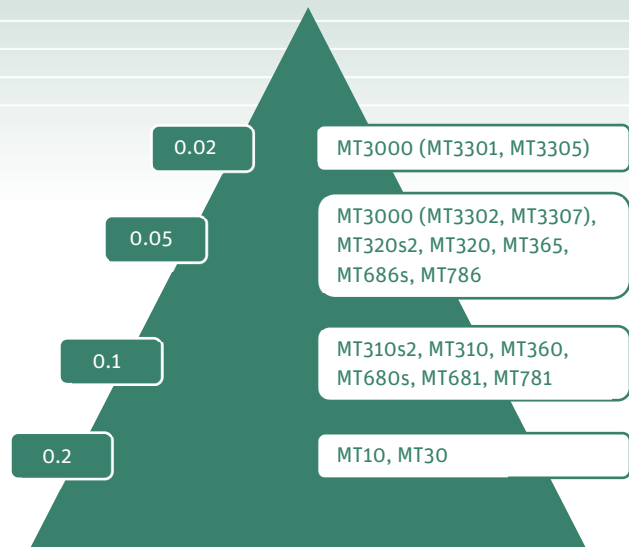 0.02
MT3000 (MT3301, MT3305)
0.05
MT3000 (MT3302, MT3307),
MT320s2, MT320, MT365,
MT686s, MT786
0.1
MT310s2, MT310, MT360,
MT680s, MT681, MT781
0.2
MT10, MT30